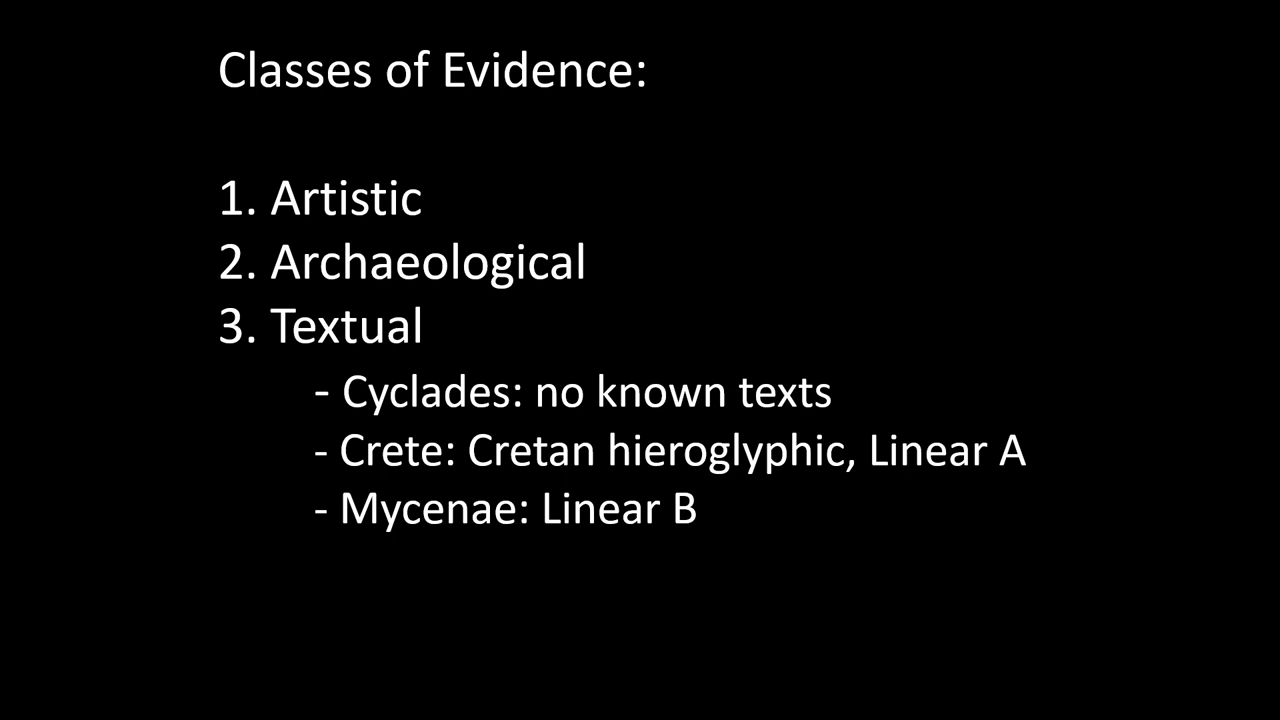 Classes of Evidence:
1. Artistic
2. Archaeological
3. Textual
- Cyclades: no known texts
- Crete: Cretan hieroglyphic, Linear A
- Mycenae: Linear B